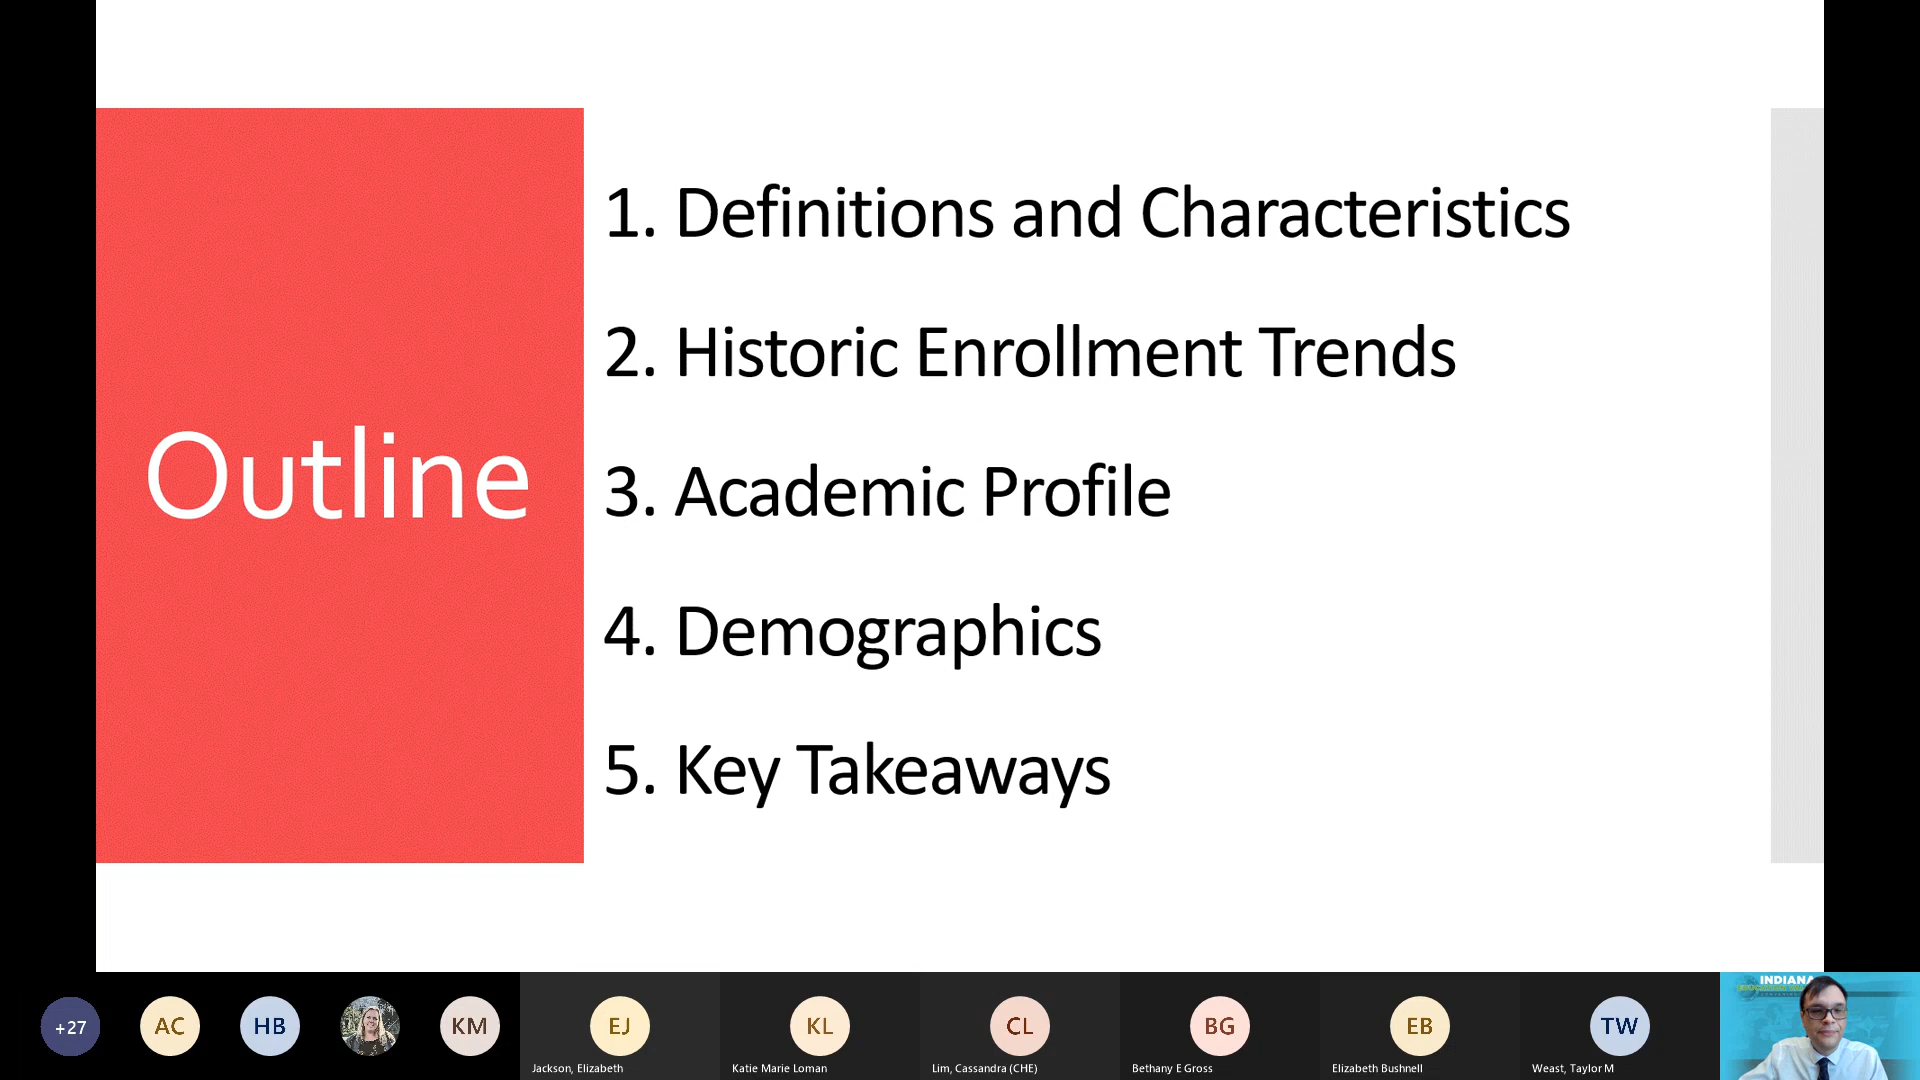 Outline
1. Definitions and Characteristics
2. Historic Enrollment Trends
3. Academic Profile
4. Demographics
5. Key Takeaways
+27
AC
HB
KM
EJ
Jackson, Elizabeth
KL
Katie Marie Loman
CL
Lim, Cassandra (CHE)
BG
Bethany E Gross
EB
Elizabeth Bushnell
TW
Weast, Taylor M
INDIANA